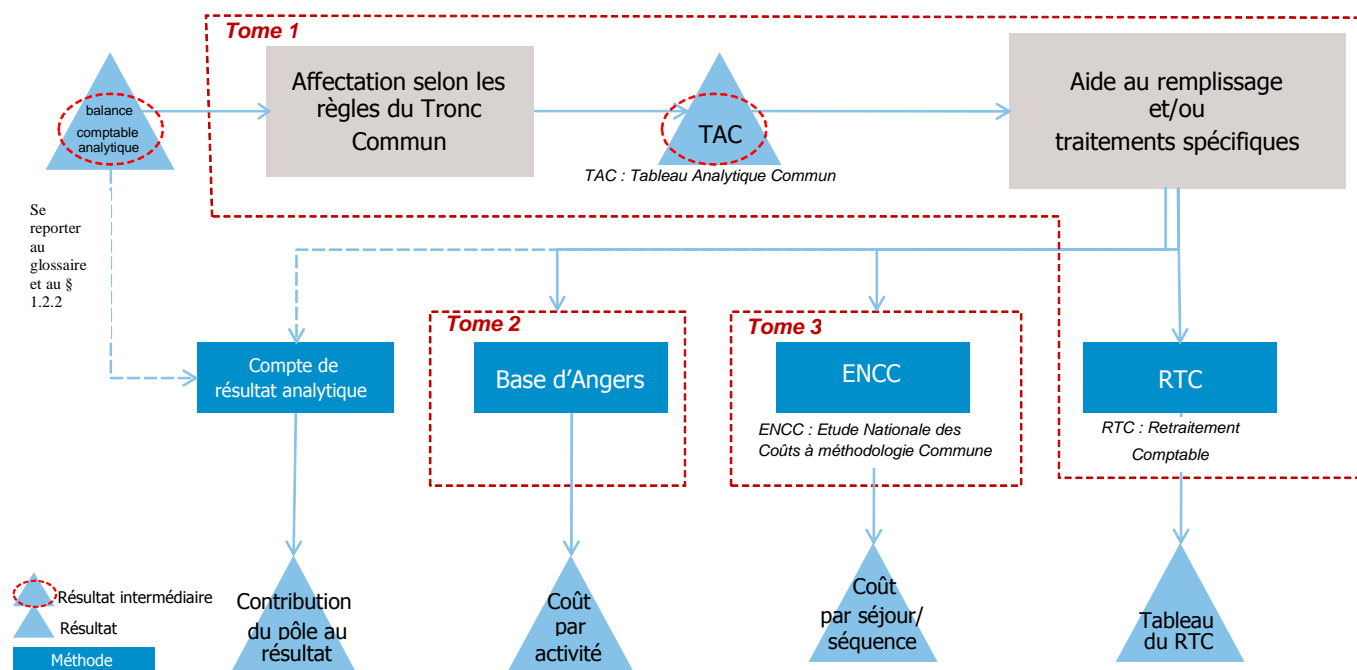 Tome 1
balance
comptable
analytique
Affectation selon les
règles du Tronc
Commun
TAC
TAC : Tableau Analytique Commun
Aide au remplissage
et/ou
traitements spécifiques
Se
reporter
au
glossaire
et au §
1.2.2
Tome 2
Tome 3
Compte de
résultat analytique
Base d'Angers
ENCC
RTC
ENCC : Etude Nationale des
Coûts à méthodologie Commune
RTC : Retraitement
Comptable
Contribution
du pôle au
résultat
Coût
par
activité
Coût
par séjour/
séquence
Tableau
du RTC
Résultat intermédiaire
Résultat
Méthode